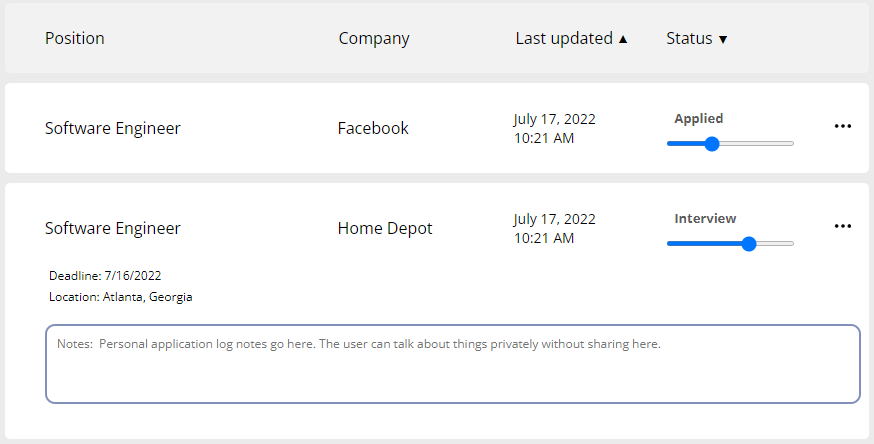 Position Company Last updated ▲ Status ▼
Software Engineer Facebook July 17, 2022 Applied
10:21 AM
Software Engineer Home Depot July 17, 2022 Interview
10:21 AM
Deadline: 7/16/2022
Location: Atlanta, Georgia
Notes:  Personal application log notes go here. The user can talk about things privately without sharing here.